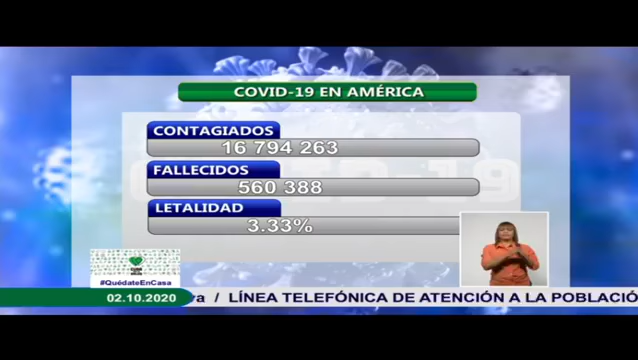 COVID-19 EN AMÉRICA
CONTAGIADOS
16 794 263
FALLECIDOS
560 388
LETALIDAD
3.33%
#QuédateEnCasa
02.10.2020
ra / LÍNEA TELEFÓNICA DE ATENCIÓN A LA POBLACIÓ